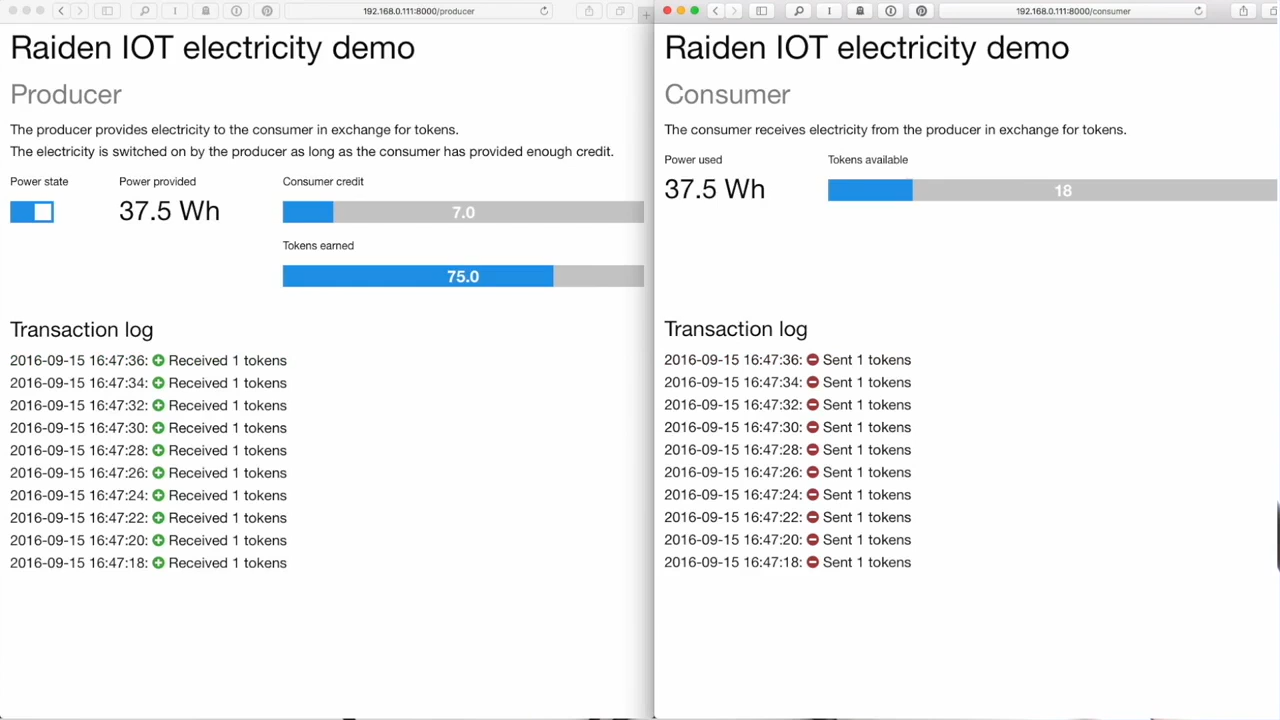 192.168.0.111:8000/producer
Raiden IOT electricity demo
Producer
The producer provides electricity to the consumer in exchange for tokens.
The electricity is switched on by the producer as long as the consumer has provided enough credit.
Power state
Power provided
Consumer credit
37.5 Wh
7.0
Tokens earned
75.0
Transaction log
2016-09-15 16:47:36: Received 1 tokens
2016-09-15 16:47:34: Received 1 tokens
2016-09-15 16:47:32: Received 1 tokens
2016-09-15 16:47:30: Received 1 tokens
2016-09-15 16:47:28: Received 1 tokens
2016-09-15 16:47:26: Received 1 tokens
2016-09-15 16:47:24: Received 1 tokens
2016-09-15 16:47:22: Received 1 tokens
2016-09-15 16:47:20: Received 1 tokens
2016-09-15 16:47:18: Received 1 tokens
192.168.0.111:8000/consumer
Raiden IOT electricity demo
Consumer
The consumer receives electricity from the producer in exchange for tokens.
Power used
Tokens available
37.5 Wh
18
Transaction log
2016-09-15 16:47:36: Sent 1 tokens
2016-09-15 16:47:34: Sent 1 tokens
2016-09-15 16:47:32: Sent 1 tokens
2016-09-15 16:47:30: Sent 1 tokens
2016-09-15 16:47:28: Sent 1 tokens
2016-09-15 16:47:26: Sent 1 tokens
2016-09-15 16:47:24: Sent 1 tokens
2016-09-15 16:47:22: Sent 1 tokens
2016-09-15 16:47:20: Sent 1 tokens
2016-09-15 16:47:18: Sent 1 tokens